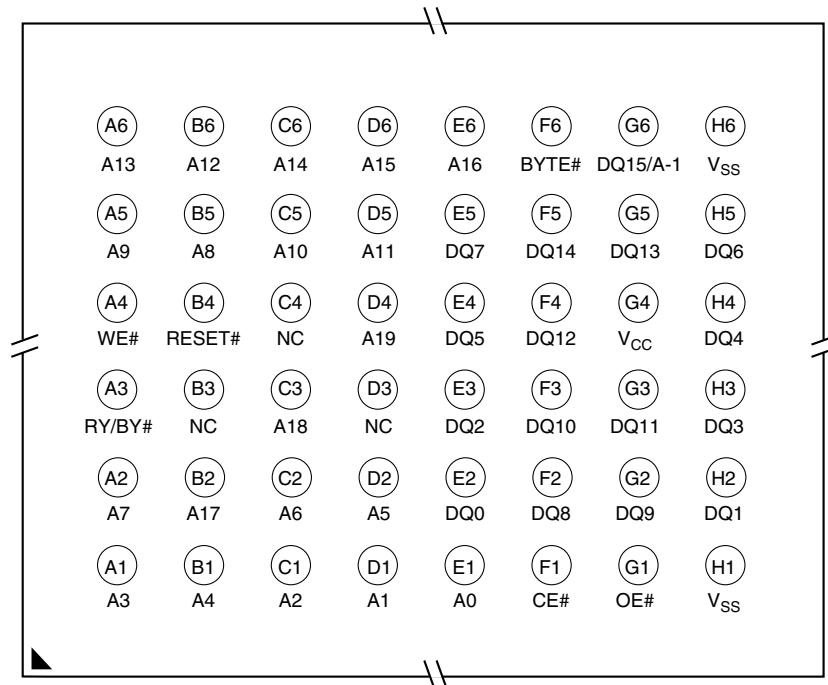 A6 B6 C6 D6 E6 F6 G6 H6
A13 A12 A14 A15 A16 BYTE# DQ15/A-1 VSS
A5 B5 C5 D5 E5 F5 G5 H5
A9 A8 A10 A11 DQ7 DQ14 DQ13 DQ6
A4 B4 C4 D4 E4 F4 G4 H4
WE# RESET# NC A19 DQ5 DQ12 VCC DQ4
A3 B3 C3 D3 E3 F3 G3 H3
RY/BY# NC A18 NC DQ2 DQ10 DQ11 DQ3
A2 B2 C2 D2 E2 F2 G2 H2
A7 A17 A6 A5 DQ0 DQ8 DQ9 DQ1
A1 B1 C1 D1 E1 F1 G1 H1
A3 A4 A2 A1 A0 CE# OE# VSS